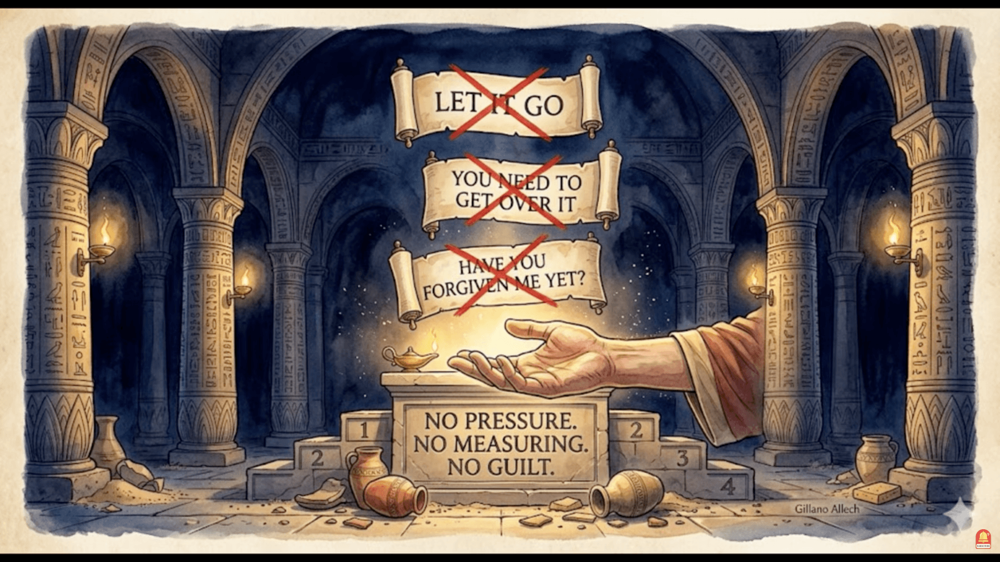 LET IT GO
YOU NEED TO
GET OVER IT
HAVE YOU
FORGIVEN ME YET?
NO PRESSURE.
NO MEASURING.
NO GUILT.
1
2
2
3
4
Gillano Allech
SUBSCRIBE